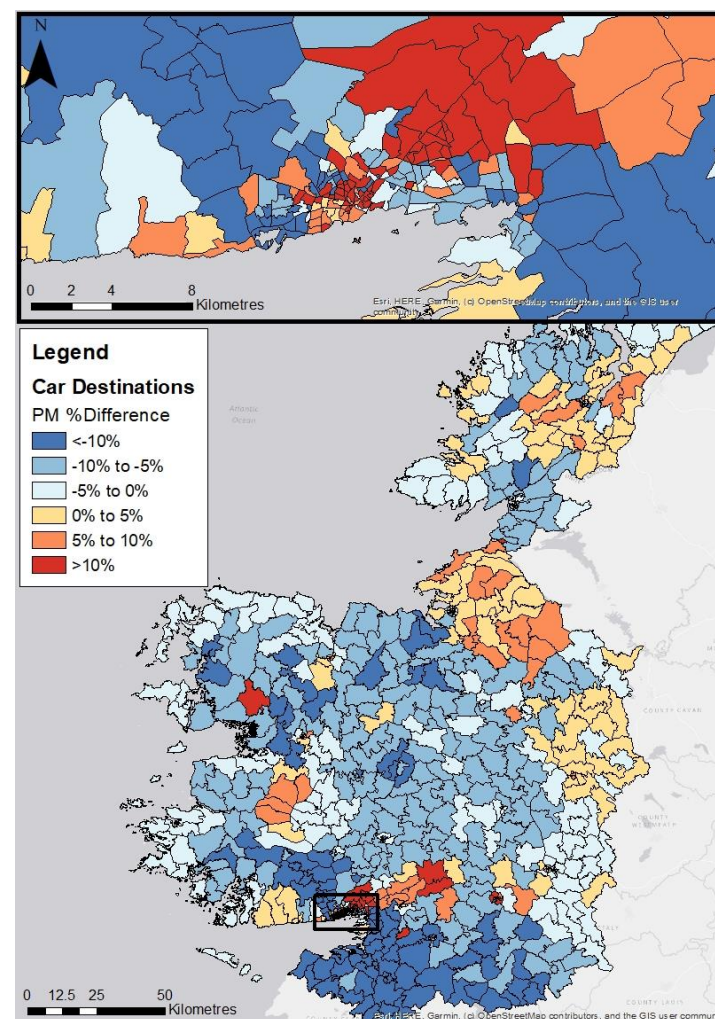 N
0 2 4 8
Kilometres
Esri, HERE, Garmin, (c) OpenStreetMap contributors, and the GIS user
community
Legend
Car Destinations
PM %Difference
<-10%
-10% to -5%
-5% to 0%
0% to 5%
5% to 10%
>10%
Atlantic
Ocean
COUNTY CAVAN
COUNTY
WESTMEATH
COUNTY LAOIS
0 12.5 25 50
Kilometres
Esri, HERE, Garmin, (c) OpenStreetMap contributors, and the GIS user commun